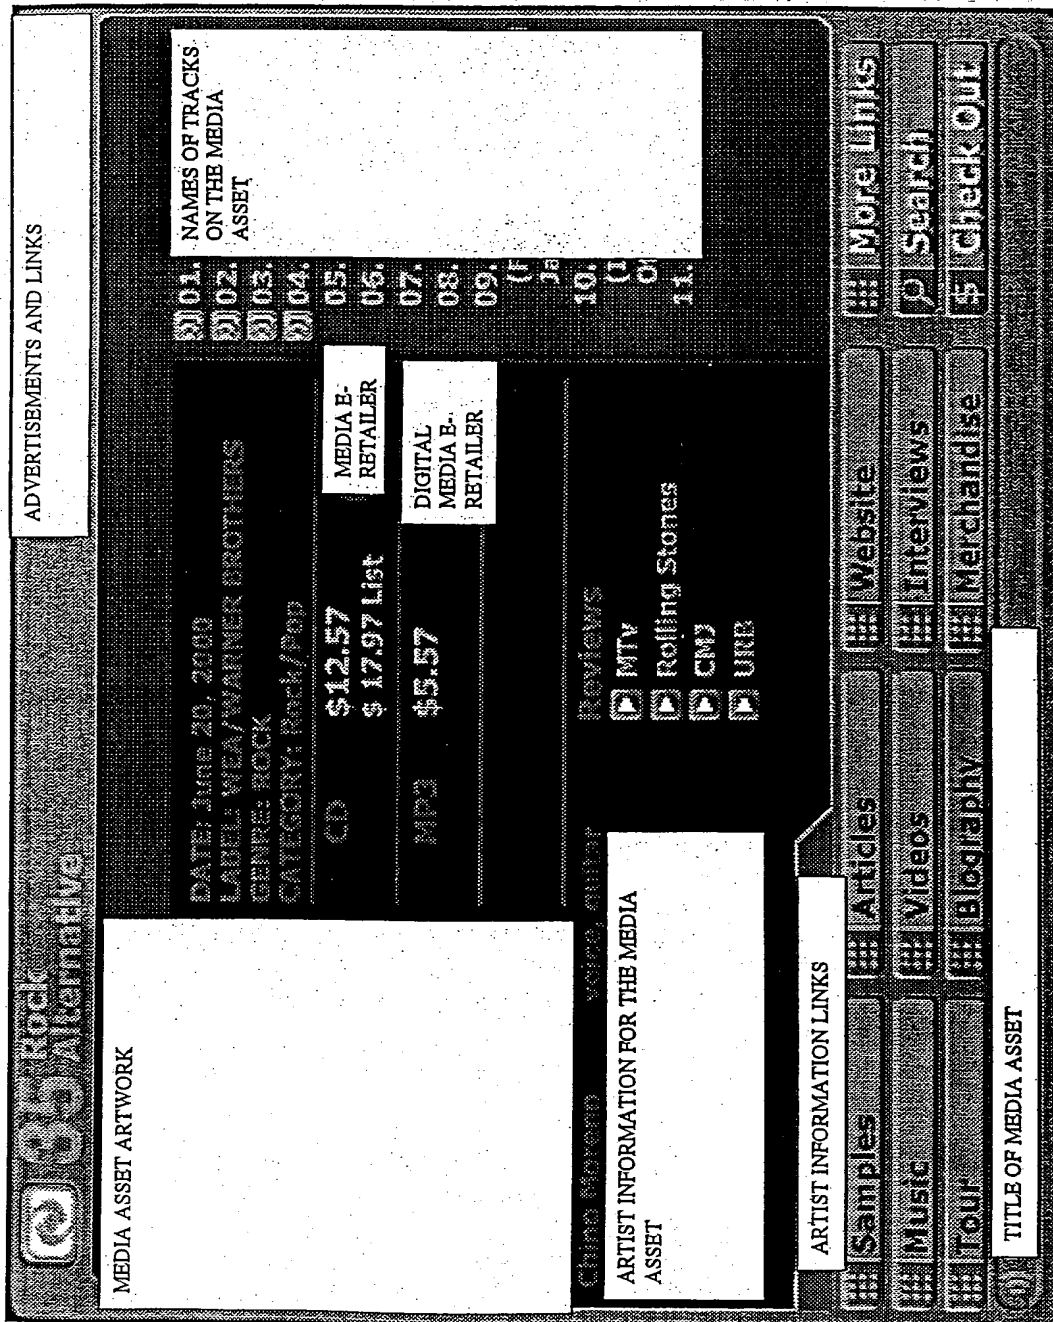 35 Rock
Alternative
ADVERTISEMENTS AND LINKS
MEDIA ASSET ARTWORK
DATE: June 20, 2000
LABEL: WEA/WARNER BROTHERS
GENRE: ROCK
CATEGORY: Rock/Pop
CD $12.57
$ 17.97 List
MEDIA E-
RETAILER
MP3 $5.57
DIGITAL
MEDIA E-
RETAILER
01.
02.
03.
04.
05.
06.
07.
08.
09.
10.
11.
NAMES OF TRACKS
ON THE MEDIA
ASSET
Chino Moreno voice, guitar
ARTIST INFORMATION FOR THE MEDIA
ASSET
Reviews
MTV
Rolling Stones
CMJ
URB
ARTIST INFORMATION LINKS
Samples Articles Website More Links
Music Videos Interviews Search
Tour Biography Merchandise $ Check Out
TITLE OF MEDIA ASSET